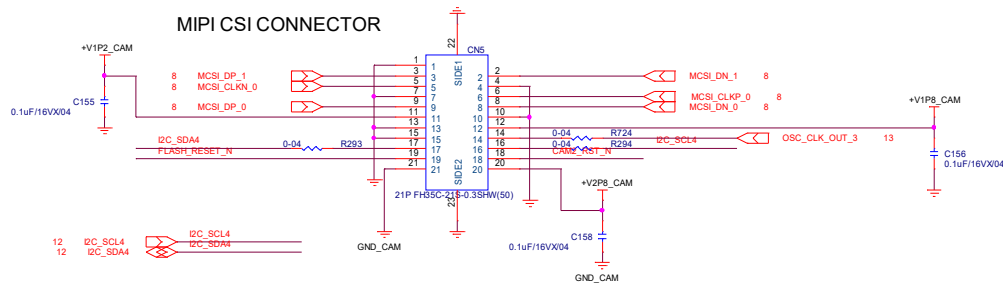 MIPI CSI CONNECTOR
+V1P2_CAM
C155
0.1uF/16VX/04
22
CN5
SIDE1
SIDE2
23
21P FH35C-21S-0.3SHW(50)
8 MCSI_DP_1 1 1
8 MCSI_CLKN_0 3 3
5 5
7 7
8 MCSI_DP_0 9 9
11 11
13 13
15 15
I2C_SDA4 0-04 R293 17 17
FLASH_RESET_N 19 19
21 21
2 2 MCSI_DN_1 8
4 4
6 6 MCSI_CLKP_0 8
8 8 MCSI_DN_0 8
10 10
12 12
14 14 0-04 R724 OSC_CLK_OUT_3 13
16 16 0-04 R294 I2C_SCL4
18 18 CAM2_RST_N
20 20
+V1P8_CAM
C156
0.1uF/16VX/04
+V2P8_CAM
C158
0.1uF/16VX/04
GND_CAM
GND_CAM
12 I2C_SCL4 I2C_SCL4
12 I2C_SDA4 I2C_SDA4